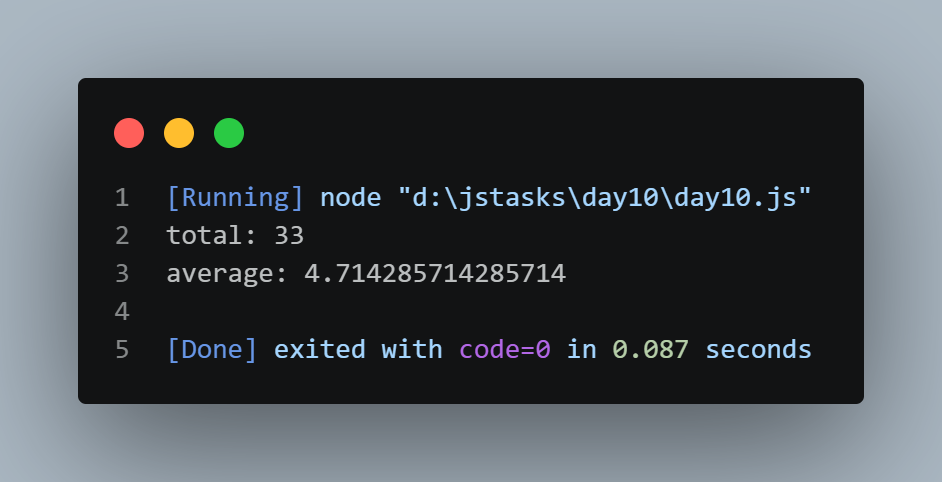 1 [Running] node "d:\jstasks\day10\day10.js"
2 total: 33
3 average: 4.714285714285714
4
5 [Done] exited with code=0 in 0.087 seconds